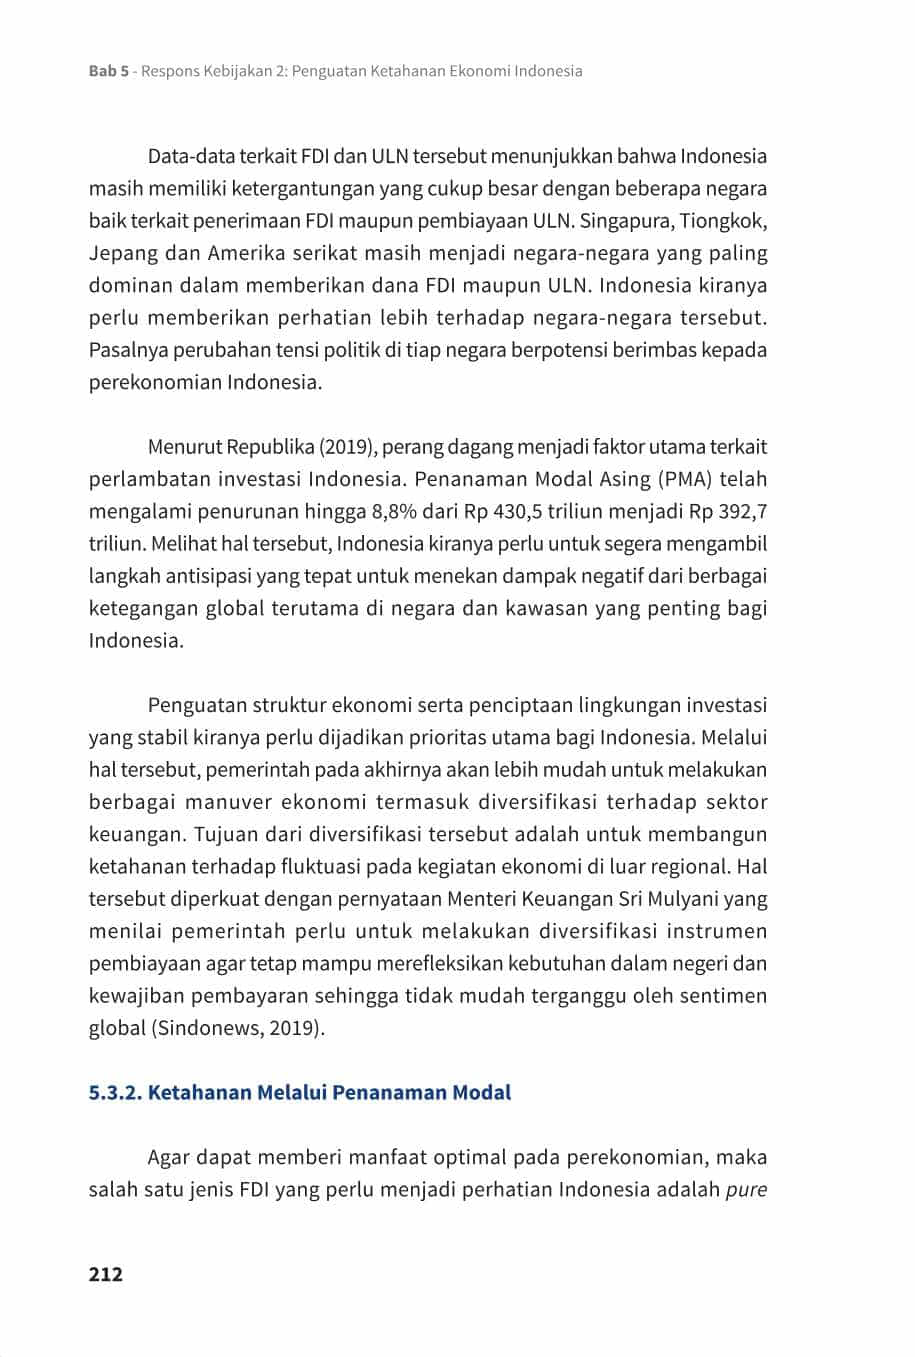 Bab 5 - Respons Kebijakan 2: Penguatan Ketahanan Ekonomi Indonesia
Data-data terkait FDI dan ULN tersebut menunjukkan bahwa Indonesia
masih memiliki ketergantungan yang cukup besar dengan beberapa negara
baik terkait penerimaan FDI maupun pembiayaan ULN. Singapura, Tiongkok,
Jepang dan Amerika serikat masih menjadi negara-negara yang paling
dominan dalam memberikan dana FDI maupun ULN. Indonesia kiranya
perlu memberikan perhatian lebih terhadap negara-negara tersebut.
Pasalnya perubahan tensi politik di tiap negara berpotensi berimbas kepada
perekonomian Indonesia.
Menurut Republika (2019), perang dagang menjadi faktor utama terkait
perlambatan investasi Indonesia. Penanaman Modal Asing (PMA) telah
mengalami penurunan hingga 8,8% dari Rp 430,5 triliun menjadi Rp 392,7
triliun. Melihat hal tersebut, Indonesia kiranya perlu untuk segera mengambil
langkah antisipasi yang tepat untuk menekan dampak negatif dari berbagai
ketegangan global terutama di negara dan kawasan yang penting bagi
Indonesia.
Penguatan struktur ekonomi serta penciptaan lingkungan investasi
yang stabil kiranya perlu dijadikan prioritas utama bagi Indonesia. Melalui
hal tersebut, pemerintah pada akhirnya akan lebih mudah untuk melakukan
berbagai manuver ekonomi termasuk diversifikasi terhadap sektor
keuangan. Tujuan dari diversifikasi tersebut adalah untuk membangun
ketahanan terhadap fluktuasi pada kegiatan ekonomi di luar regional. Hal
tersebut diperkuat dengan pernyataan Menteri Keuangan Sri Mulyani yang
menilai pemerintah perlu untuk melakukan diversifikasi instrumen
pembiayaan agar tetap mampu merefleksikan kebutuhan dalam negeri dan
kewajiban pembayaran sehingga tidak mudah terganggu oleh sentimen
global (Sindonews, 2019).
5.3.2. Ketahanan Melalui Penanaman Modal
Agar dapat memberi manfaat optimal pada perekonomian, maka
salah satu jenis FDI yang perlu menjadi perhatian Indonesia adalah pure
212